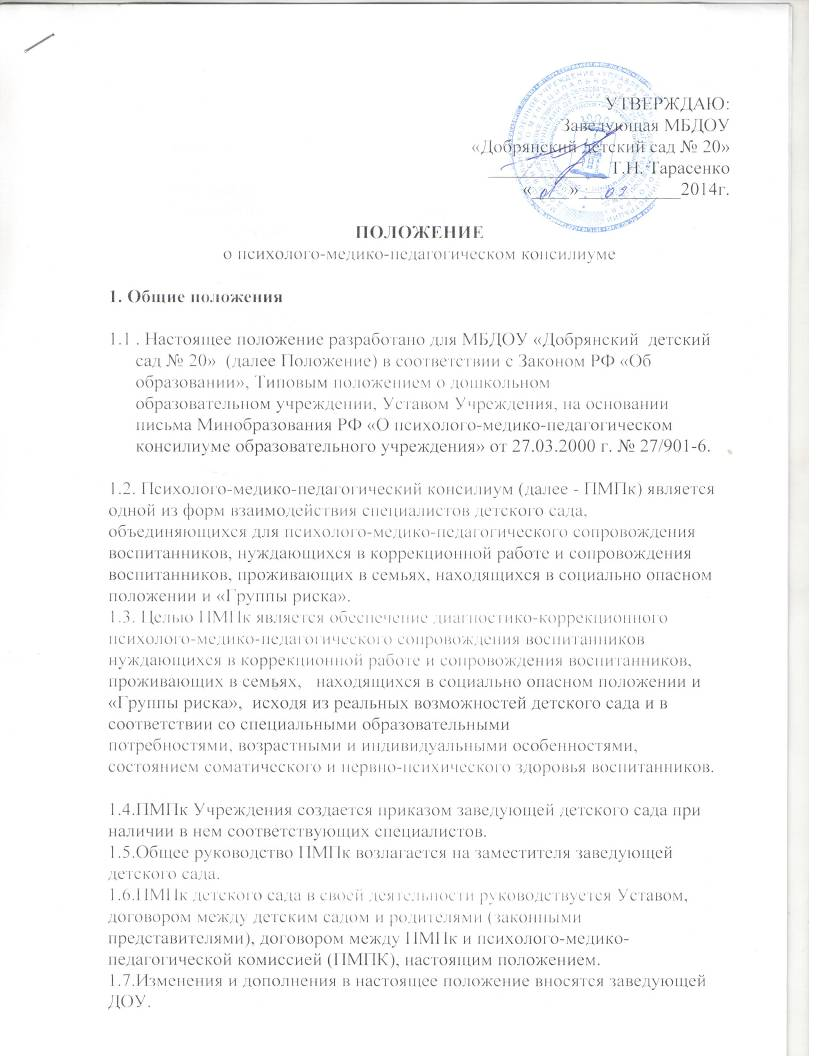 УТВЕРЖДАЮ:
Заведующая МБДОУ
«Добрянский детский сад № 20»
____________Т.Н. Тарасенко
«_01_»__09__________2014г.
ПОЛОЖЕНИЕ
о психолого-медико-педагогическом консилиуме
1. Общие положения
1.1 . Настоящее положение разработано для МБДОУ «Добрянский детский
сад № 20» (далее Положение) в соответствии с Законом РФ «Об
образовании», Типовым положением о дошкольном
образовательном учреждении, Уставом Учреждения, на основании
письма Минобразования РФ «О психолого-медико-педагогическом
консилиуме образовательного учреждения» от 27.03.2000 г. № 27/901-6.
1.2. Психолого-медико-педагогический консилиум (далее - ПМПк) является
одной из форм взаимодействия специалистов детского сада,
объединяющихся для психолого-медико-педагогического сопровождения
воспитанников, нуждающихся в коррекционной работе и сопровождения
воспитанников, проживающих в семьях, находящихся в социально опасном
положении и «Группы риска».
1.3. Целью ПМПк является обеспечение диагностико-коррекционного
психолого-медико-педагогического сопровождения воспитанников
нуждающихся в коррекционной работе и сопровождения воспитанников,
проживающих в семьях, находящихся в социально опасном положении и
«Группы риска», исходя из реальных возможностей детского сада и в
соответствии со специальными образовательными
потребностями, возрастными и индивидуальными особенностями,
состоянием соматического и нервно-психического здоровья воспитанников.
1.4.ПМПк Учреждения создается приказом заведующей детского сада при
наличии в нем соответствующих специалистов.
1.5.Общее руководство ПМПк возлагается на заместителя заведующей
детского сада.
1.6.ПМПк детского сада в своей деятельности руководствуется Уставом,
договором между детским садом и родителями (законными
представителями), договором между ПМПк и психолого-медико-
педагогической комиссией (ПМПК), настоящим положением.
1.7.Изменения и дополнения в настоящее положение вносятся заведующей
ДОУ.